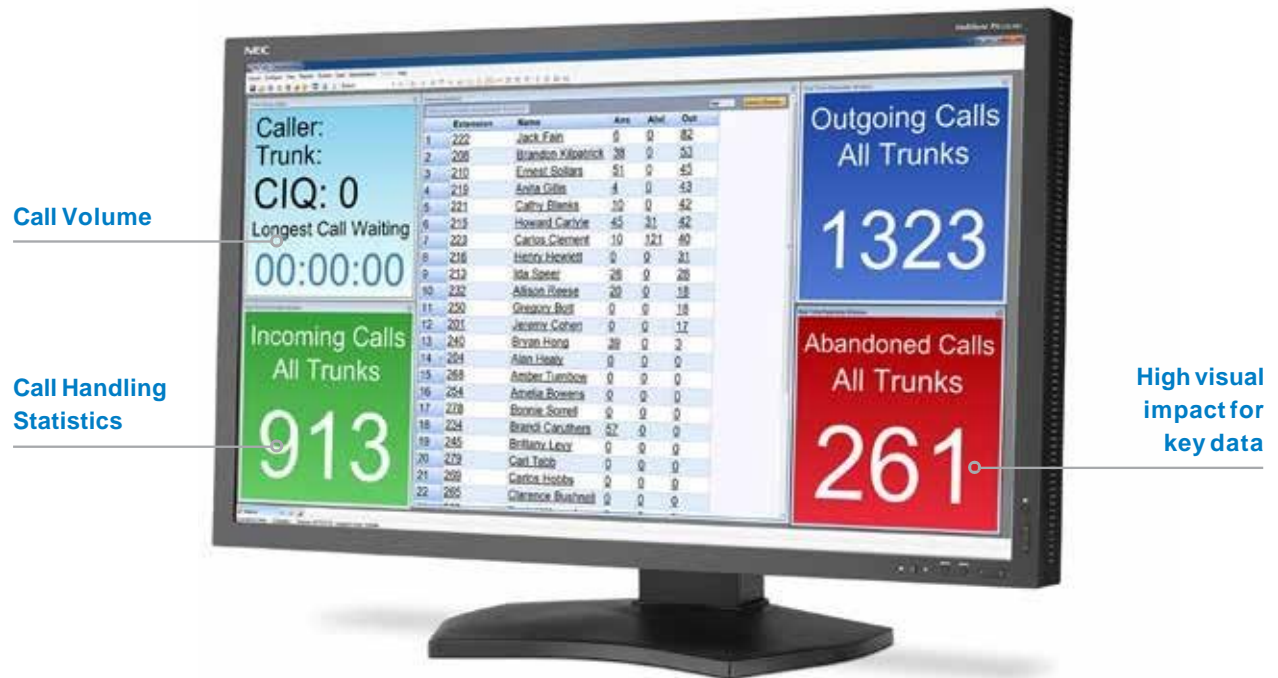 NEC
Caller:
Trunk:
CIQ: 0
Longest Call Waiting
00:00:00
Call Volume
Incoming Calls
All Trunks
913
Call Handling
Statistics
Extension Name Ans Out
1 222 Jack Fain 6 0 82
2 208 Brandon Kilpatrick 38 0 53
3 210 Ernest Sollars 51 0 45
4 219 Anita Gillis 4 0 43
5 221 Cathy Blanks 10 0 42
6 215 Howard Carlyle 45 31 42
7 223 Carlos Clement 10 121 40
8 216 Henry Hewlett 0 0 31
9 213 Ida Speer 26 0 28
10 232 Allison Reese 20 0 18
11 250 Gregory Bott 0 0 18
12 201 Jeremy Cohen 0 0 17
13 240 Bryan Hong 39 0 3
14 204 Alan Healy 0 0 0
15 268 Amber Turnbow 0 0 0
16 254 Amelia Bowens 0 0 0
17 278 Bonnie Sorrell 0 0 0
18 234 Brandi Caruthers 57 0 0
19 245 Brittany Levy 0 0 0
20 279 Carl Tabb 0 0 0
21 269 Carlos Hobbs 0 0 0
22 265 Clarence Bushnell 0 0 0
Outgoing Calls
All Trunks
1323
Abandoned Calls
All Trunks
261
High visual
impact for
key data